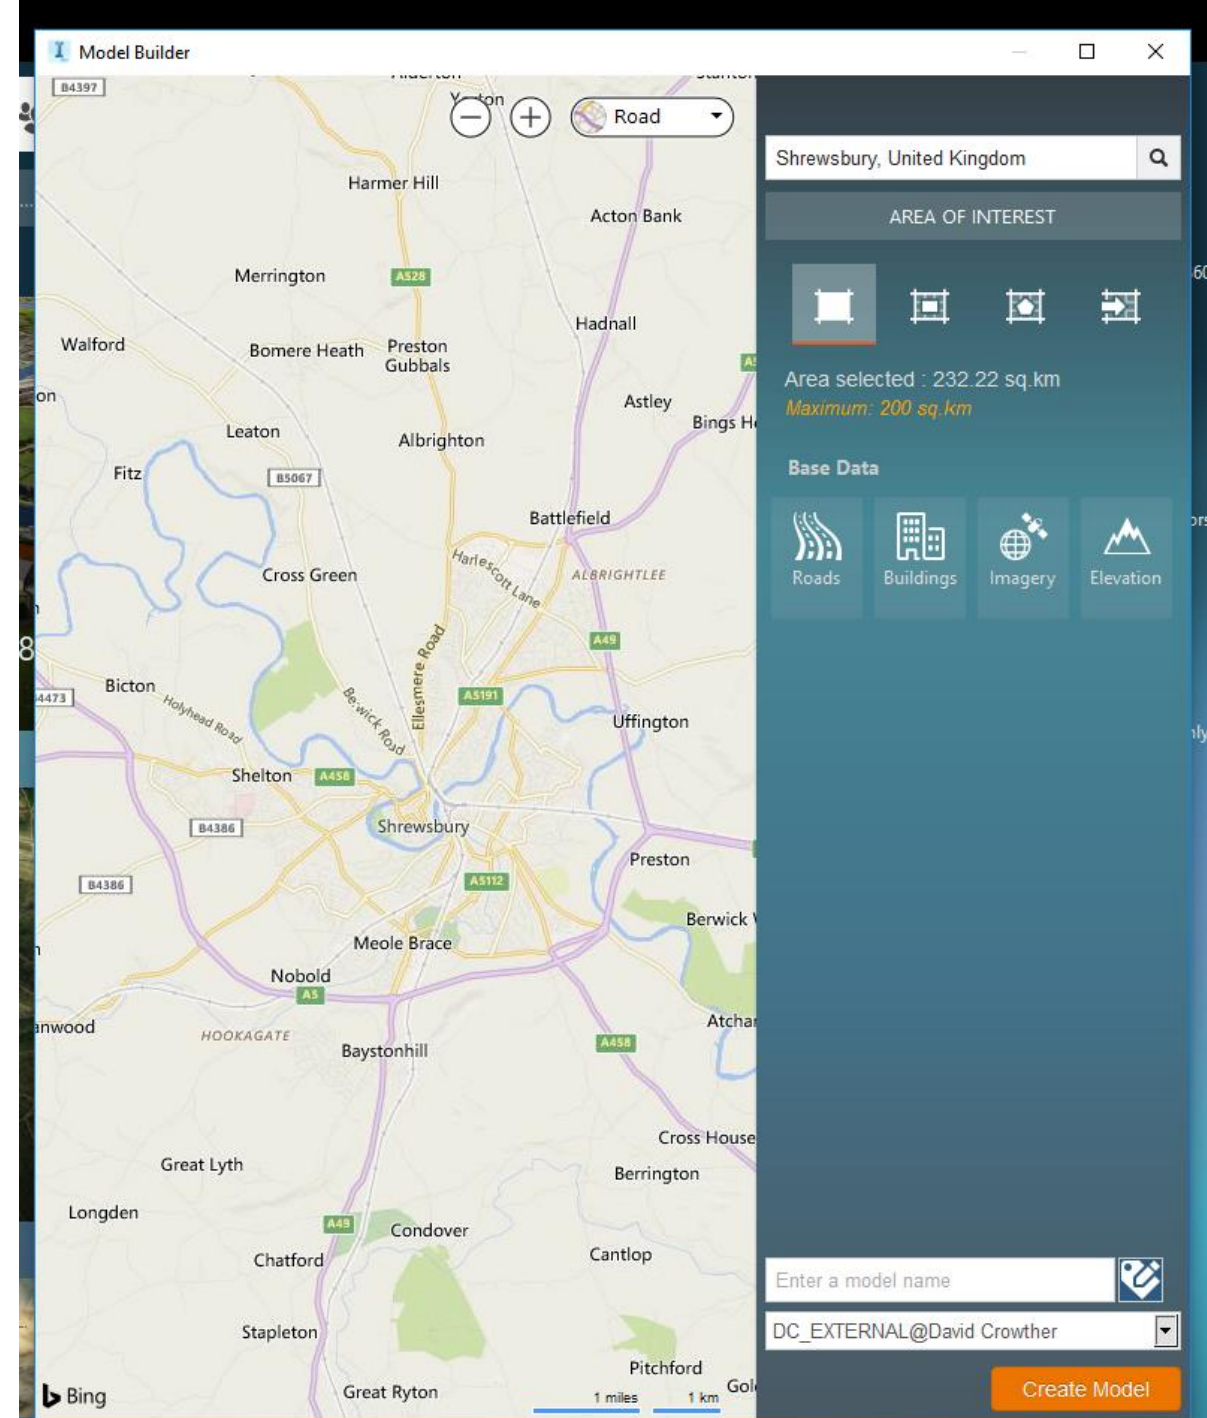 Model Builder
B4397
Road
Shrewsbury, United Kingdom
AREA OF INTEREST
Harmer Hill
Acton Bank
Merrington
A528
Hadnall
Walford
Bomere Heath
Preston
Gubbals
Area selected : 232.22 sq.km
Maximum: 200 sq.km
Astley
Leaton
Albrighton
Base Data
Fitz
B5067
Battlefield
Harlescott Lane
Roads
Buildings
Imagery
Elevation
Cross Green
ALBRIGHTLEE
Ellesmere Road
A49
Bicton
4473
Holyhead Road
Berwick Road
A5191
Uffington
Shelton
A458
B4386
Shrewsbury
Preston
B4386
A5112
Meole Brace
Nobold
A5
HOOKAGATE
Baystonhill
A458
Cross House
Great Lyth
Berrington
Longden
A49
Condover
Chatford
Cantlop
Enter a model name
DC_EXTERNAL@David Crowther
Stapleton
Pitchford
Bing
Great Ryton
1 miles
1 km
Create Model